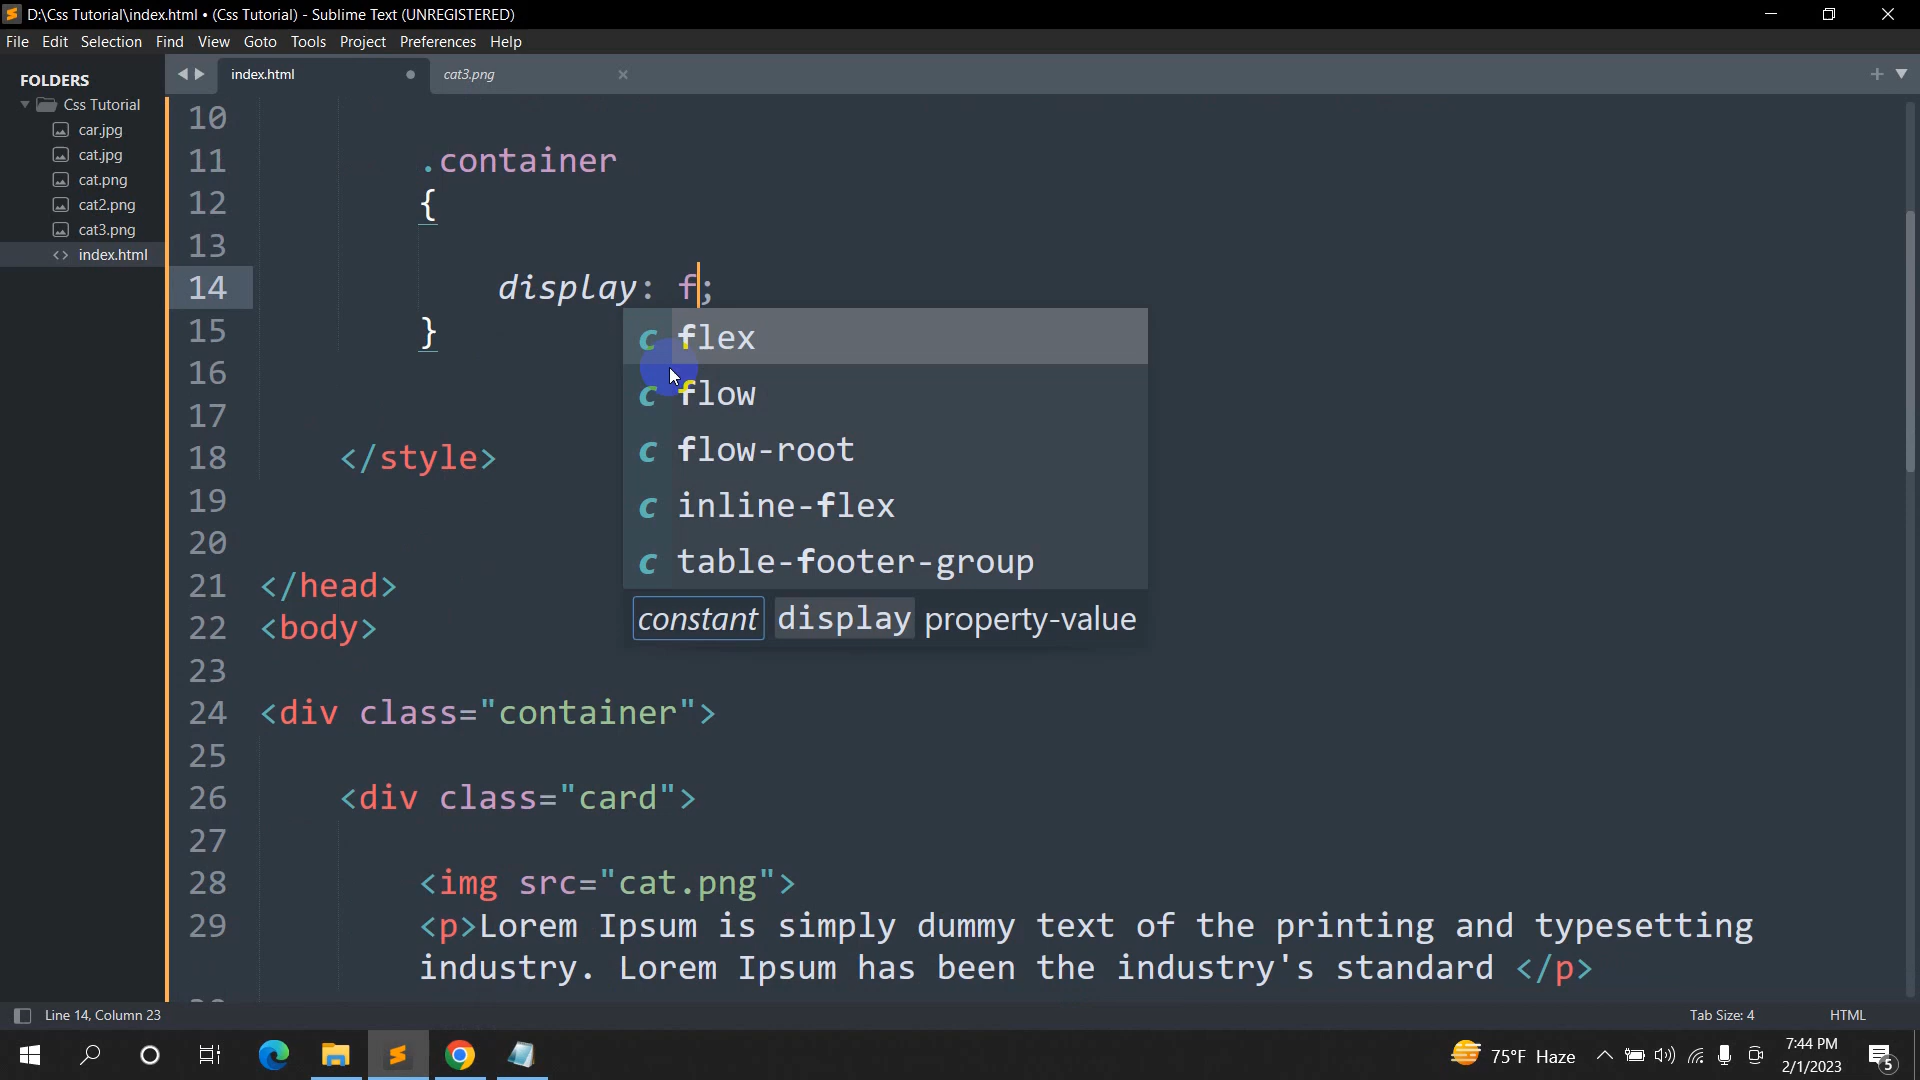 D:\Css Tutorial\index.html • (Css Tutorial) - Sublime Text (UNREGISTERED)
File Edit Selection Find View Goto Tools Project Preferences Help
FOLDERS
Css Tutorial
car.jpg
cat.jpg
cat.png
cat2.png
cat3.png
<> index.html
index.html
cat3.png
10
11 .container
12 {
13
14 display: f;
15 }
16
17
18 </style>
19
20
21 </head>
22 <body>
23
24 <div class="container">
25
26 <div class="card">
27
28 <img src="cat.png">
29 <p>Lorem Ipsum is simply dummy text of the printing and typesetting
industry. Lorem Ipsum has been the industry's standard </p>
c flex
c flow
c flow-root
c inline-flex
c table-footer-group
constant display property-value
Line 14, Column 23
Tab Size: 4
HTML
75°F Haze
7:44 PM
2/1/2023
5